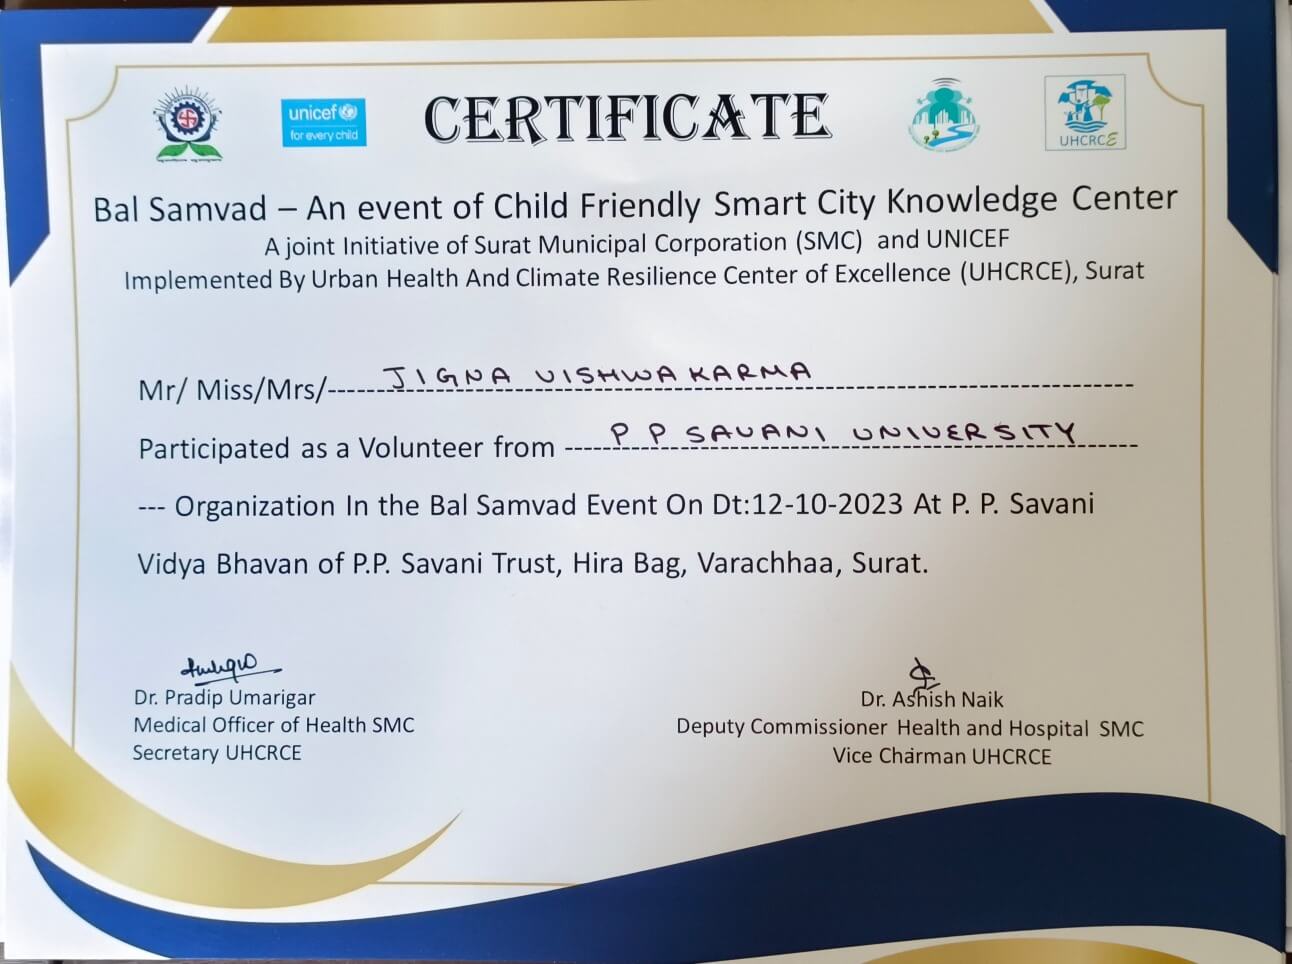 unicef
for every child
CERTIFICATE
UHCRCE
Bal Samvad – An event of Child Friendly Smart City Knowledge Center
A joint Initiative of Surat Municipal Corporation (SMC) and UNICEF
Implemented By Urban Health And Climate Resilience Center of Excellence (UHCRCE), Surat
Mr/ Miss/Mrs/ JIGNA VISHWAKARMA
Participated as a Volunteer from P P SAVANI UNIVERSITY
--- Organization In the Bal Samvad Event On Dt:12-10-2023 At P. P. Savani
Vidya Bhavan of P.P. Savani Trust, Hira Bag, Varachhaa, Surat.
Dr. Pradip Umarigar
Medical Officer of Health SMC
Secretary UHCRCE
Dr. Ashish Naik
Deputy Commissioner Health and Hospital SMC
Vice Chairman UHCRCE